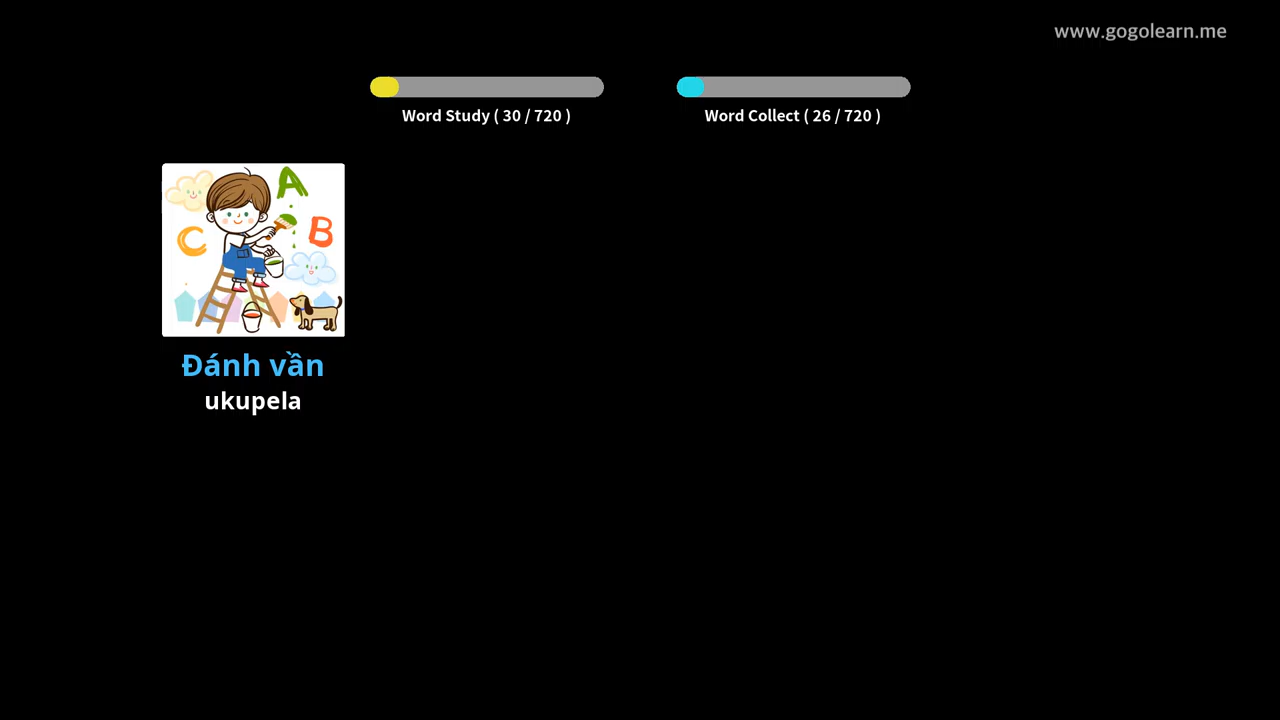 www.gogolearn.me
Word Study ( 30 / 720 )
Word Collect ( 26 / 720 )
A
B
C
Đánh vần
ukupela